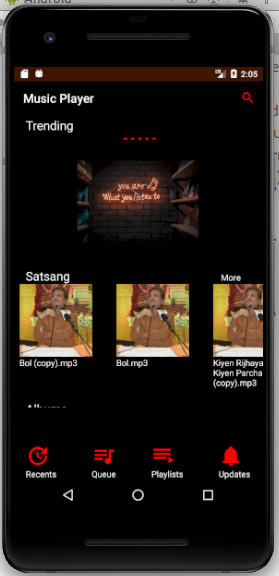 Android
2:05
Music Player
Trending
you are
What you listen to
Satsang
More
Bol (copy).mp3
Bol.mp3
Kiyen Rijhaya
Kiyen Parcha
(copy).mp3
Recents
Queue
Playlists
Updates